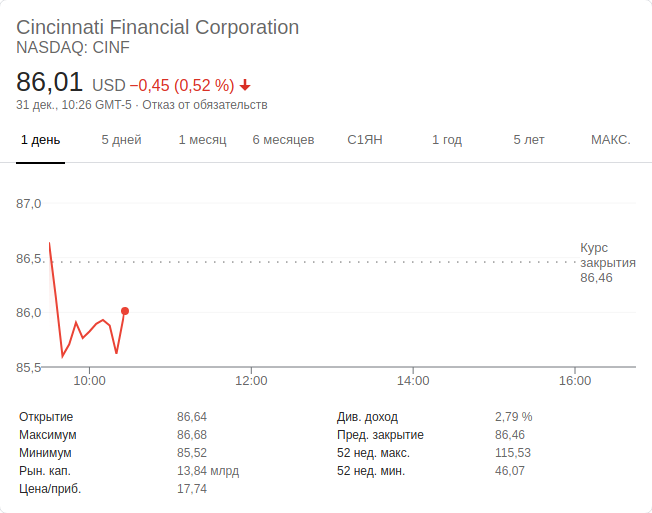 Cincinnati Financial Corporation
NASDAQ: CINF
86,01 USD −0,45 (0,52 %)
31 дек., 10:26 GMT-5 · Отказ от обязательств
1 день 5 дней 1 месяц 6 месяцев С1ЯН 1 год 5 лет МАКС.
87,0
86,5
86,0
85,5
Курс
закрытия
86,46
10:00 12:00 14:00 16:00
Открытие 86,64 Див. доход 2,79 %
Максимум 86,68 Пред. закрытие 86,46
Минимум 85,52 52 нед. макс. 115,53
Рын. кап. 13,84 млрд 52 нед. мин. 46,07
Цена/приб. 17,74